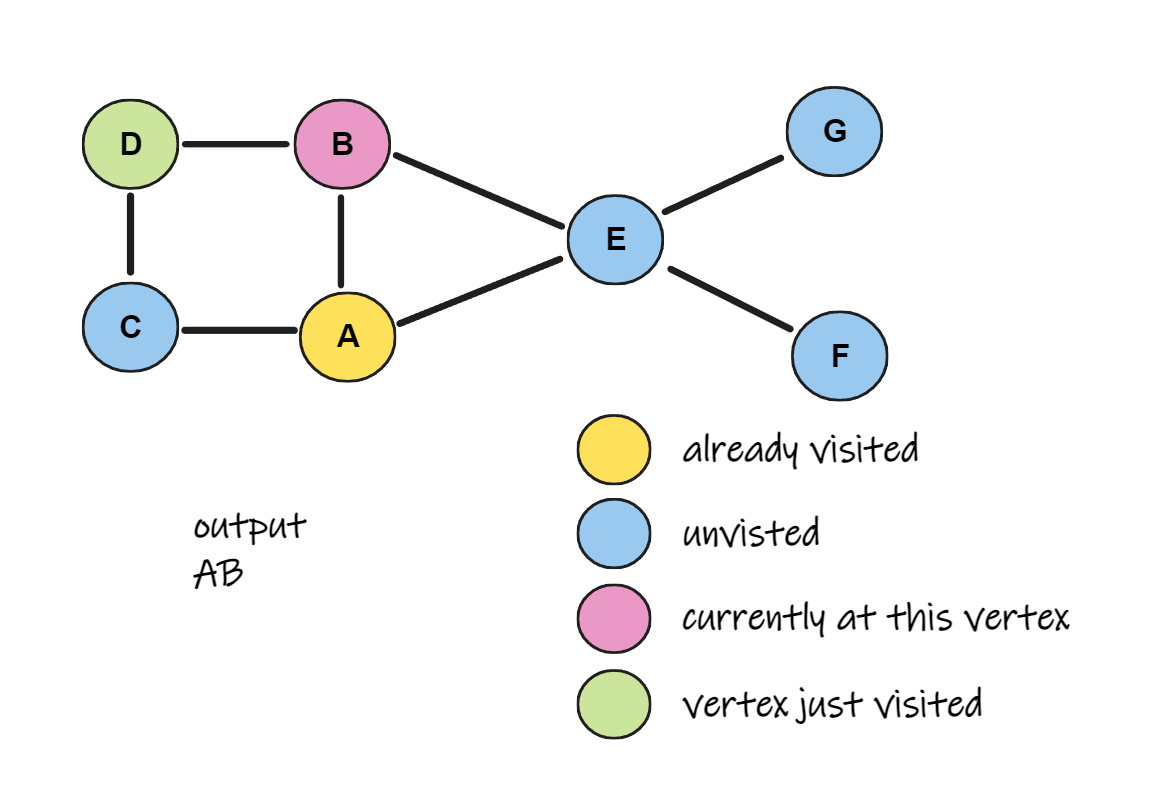 D
B
G
E
C
A
F
already visited
output
AB
unvisted
currently at this vertex
vertex just visited